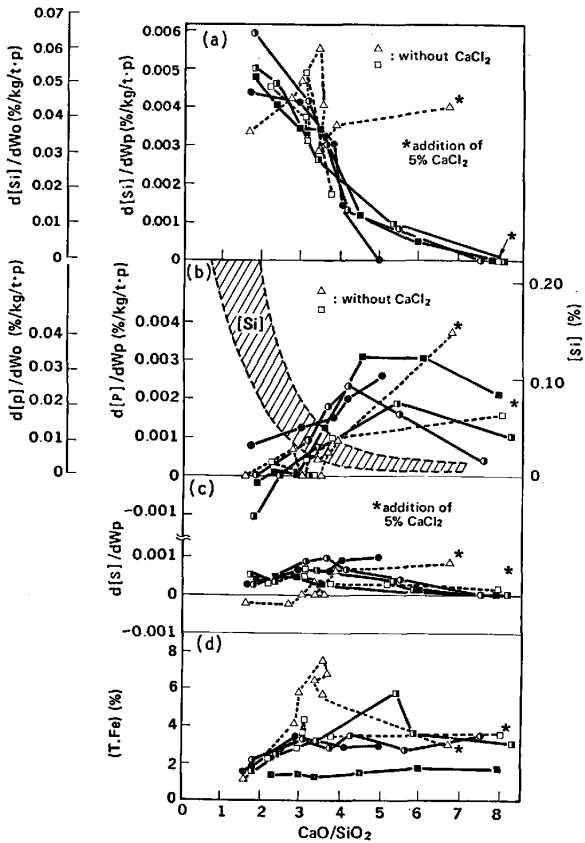 (a)
d[Si]/dWo (%/kg/t·p)
0.07
0.06
0.05
0.04
0.03
0.02
0.01
0
d[Si]/dWp (%/kg/t·p)
0.006
0.005
0.004
0.003
0.002
0.001
0
: without CaCl2
*
*addition of
5% CaCl2
*
(b)
d[p]/dWo (%/kg/t·p)
0.04
0.03
0.02
0.01
0
d[P]/dWp (%/kg/t·p)
0.004
0.003
0.002
0.001
0
-0.001
[Si]
: without CaCl2
*
*
[Si] (%)
0.20
0.10
0
(c)
d[S]/dWp
0.001
0
−0.001
*addition of
5% CaCl2
*
*
(d)
(T.Fe) (%)
8
6
4
2
0
*
*
0 1 2 3 4 5 6 7 8
CaO/SiO2